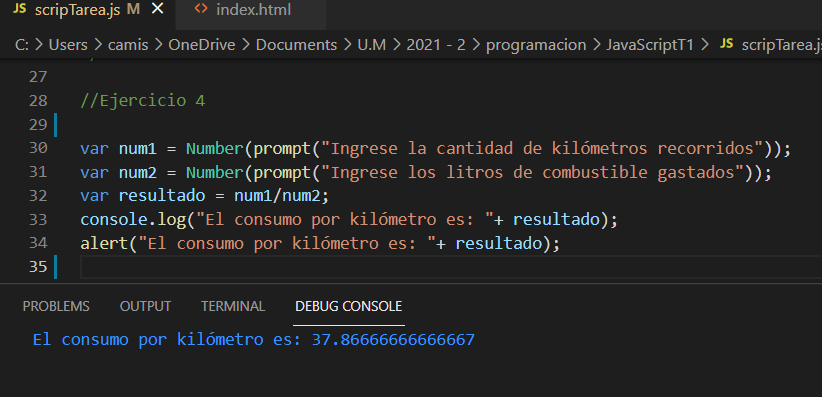 JS scripTarea.js M ✕ <> index.html
C: > Users > camis > OneDrive > Documents > U.M > 2021 - 2 > programacion > JavaScriptT1 > JS scripTarea.js
27
28 //Ejercicio 4
29
30 var num1 = Number(prompt("Ingrese la cantidad de kilómetros recorridos"));
31 var num2 = Number(prompt("Ingrese los litros de combustible gastados"));
32 var resultado = num1/num2;
33 console.log("El consumo por kilómetro es: "+ resultado);
34 alert("El consumo por kilómetro es: "+ resultado);
35
PROBLEMS OUTPUT TERMINAL DEBUG CONSOLE
El consumo por kilómetro es: 37.86666666666667